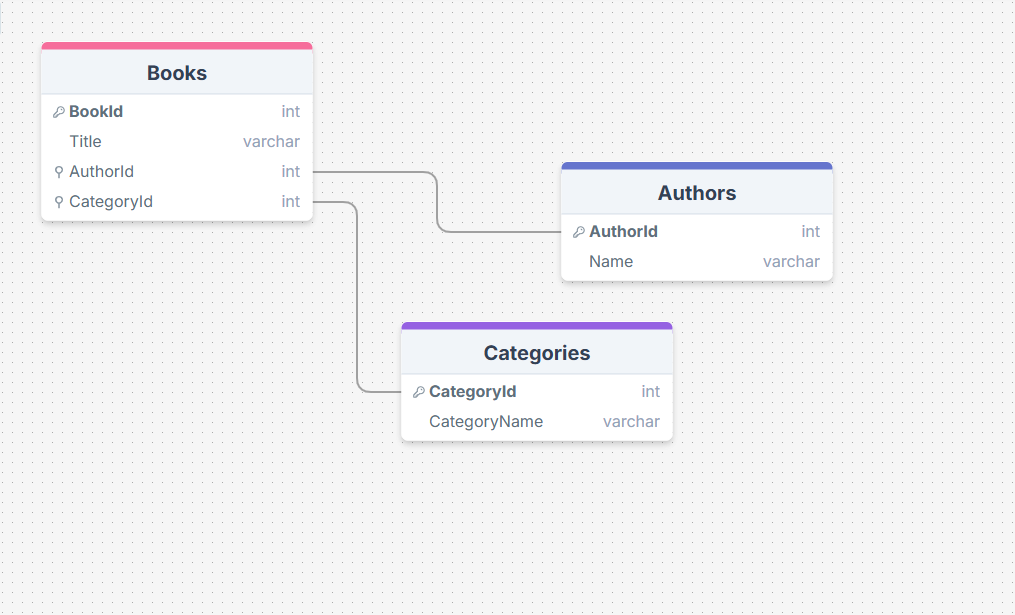 Books
BookId int
Title varchar
AuthorId int
CategoryId int
Authors
AuthorId int
Name varchar
Categories
CategoryId int
CategoryName varchar